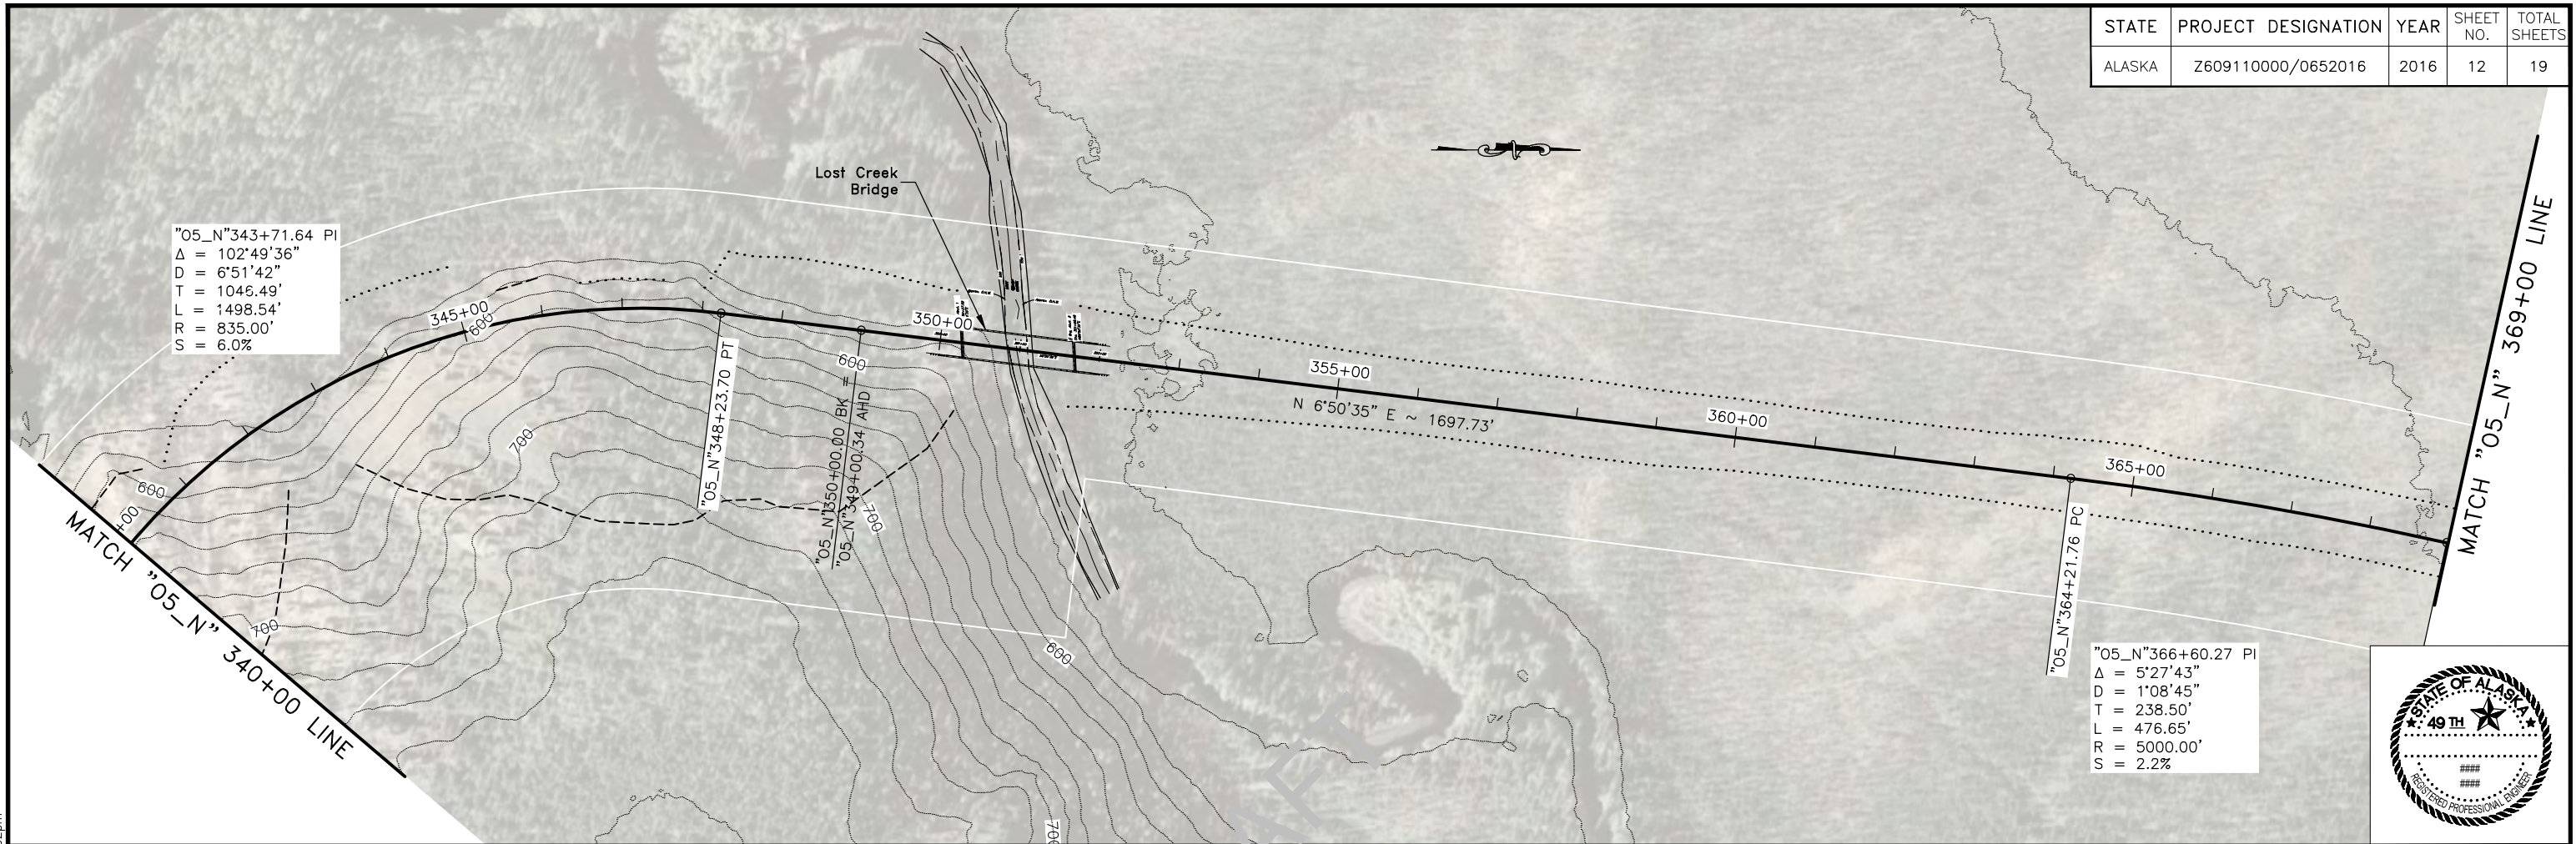 STATE PROJECT DESIGNATION YEAR SHEET NO. TOTAL SHEETS
ALASKA Z609110000/0652016 2016 12 19
Lost Creek
Bridge
"05_N"343+71.64 PI
Δ = 102°49'36"
D = 6°51'42"
T = 1046.49'
L = 1498.54'
R = 835.00'
S = 6.0%
345+00
600
350+00
600
355+00
N 6°50'35" E ~ 1697.73'
360+00
365+00
700
600
+00
700
700
600
700
"05_N"348+23.70 PT
"05_N"350+00.00 BK =
"05_N"349+00.34 AHD
"05_N"364+21.76 PC
MATCH "05_N" 340+00 LINE
MATCH "05_N" 369+00 LINE
"05_N"366+60.27 PI
Δ = 5°27'43"
D = 1°08'45"
T = 238.50'
L = 476.65'
R = 5000.00'
S = 2.2%
STATE OF ALASKA
49 TH
####
####
REGISTERED PROFESSIONAL ENGINEER